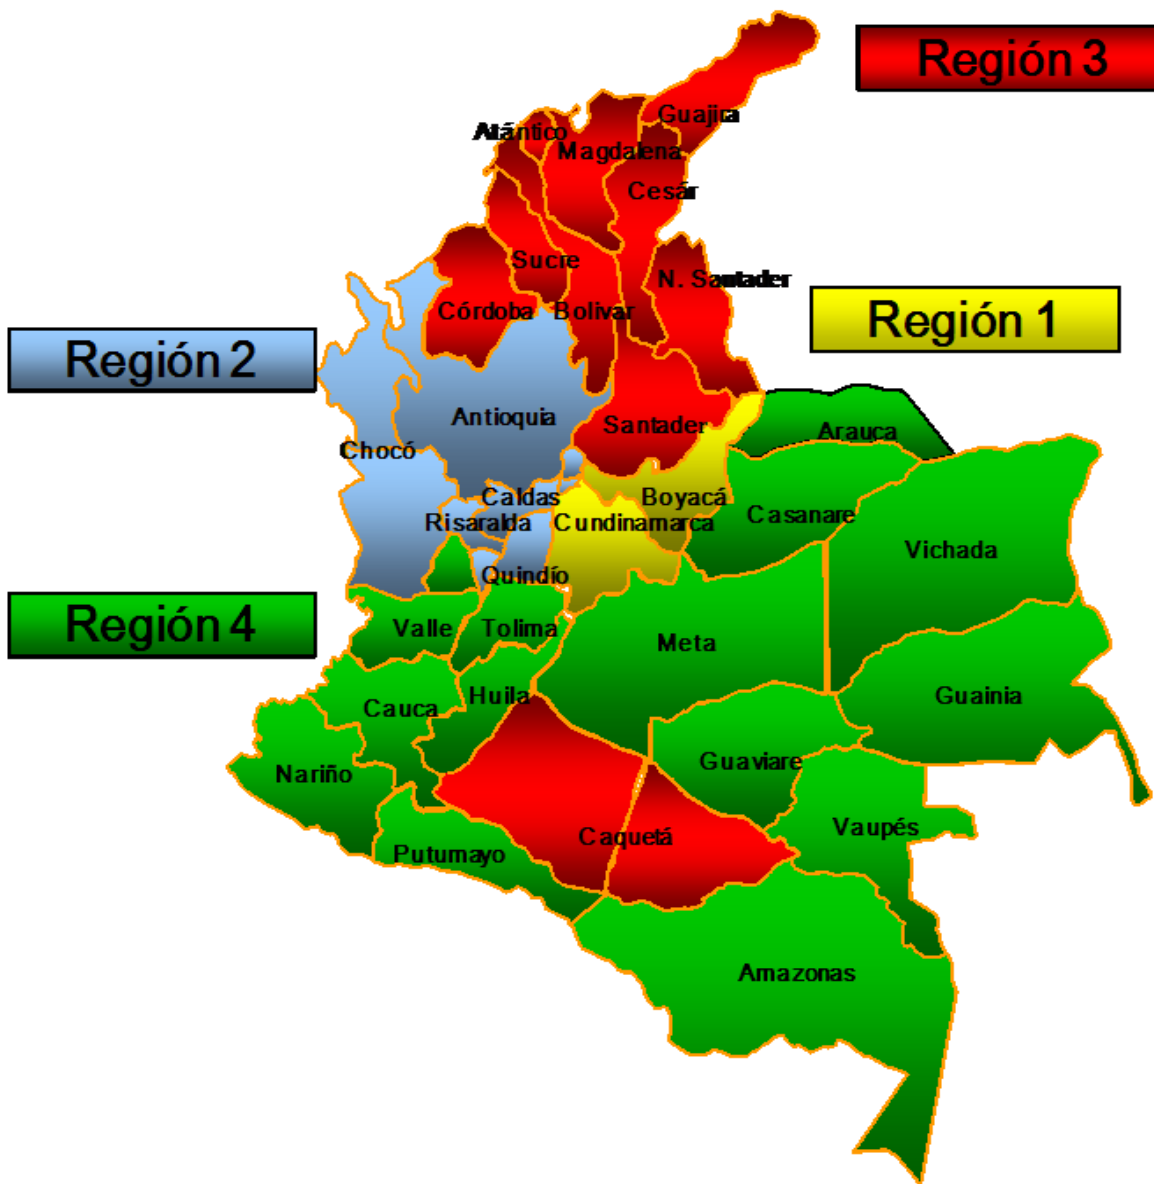 Región 3
Guajira
Atlántico
Magdalena
Cesár
Sucre
N. Santader
Córdoba
Bolivar
Región 1
Región 2
Antioquia
Santader
Arauca
Chocó
Caldas
Boyacá
Risaralda
Cundinamarca
Casanare
Vichada
Quindío
Región 4
Valle
Tolima
Meta
Huila
Guainia
Cauca
Nariño
Guaviare
Caquetá
Vaupés
Putumayo
Amazonas